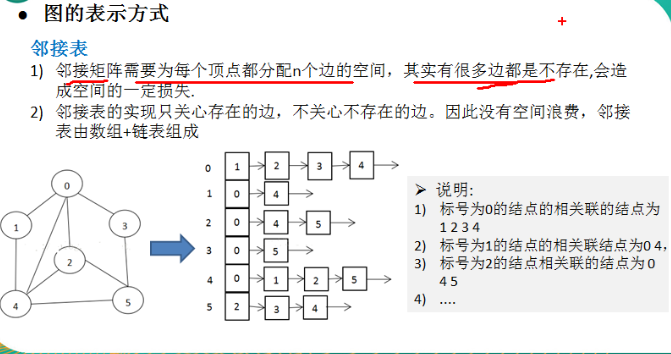 ● 图的表示方式
邻接表
1) 邻接矩阵需要为每个顶点都分配n个边的空间，其实有很多边都是不存在,会造
成空间的一定损失.
2) 邻接表的实现只关心存在的边，不关心不存在的边。因此没有空间浪费，邻接
表由数组+链表组成
0
1
3
2
4
5
0 1 2 3 4
1 0 4
2 0 4 5
3 0 5
4 0 1 2 5
5 2 3 4
➢ 说明:
1) 标号为0的结点的相关联的结点为
1 2 3 4
2) 标号为1的结点的相关联结点为0 4，
3) 标号为2的结点相关联的结点为 0
4 5
4) ....